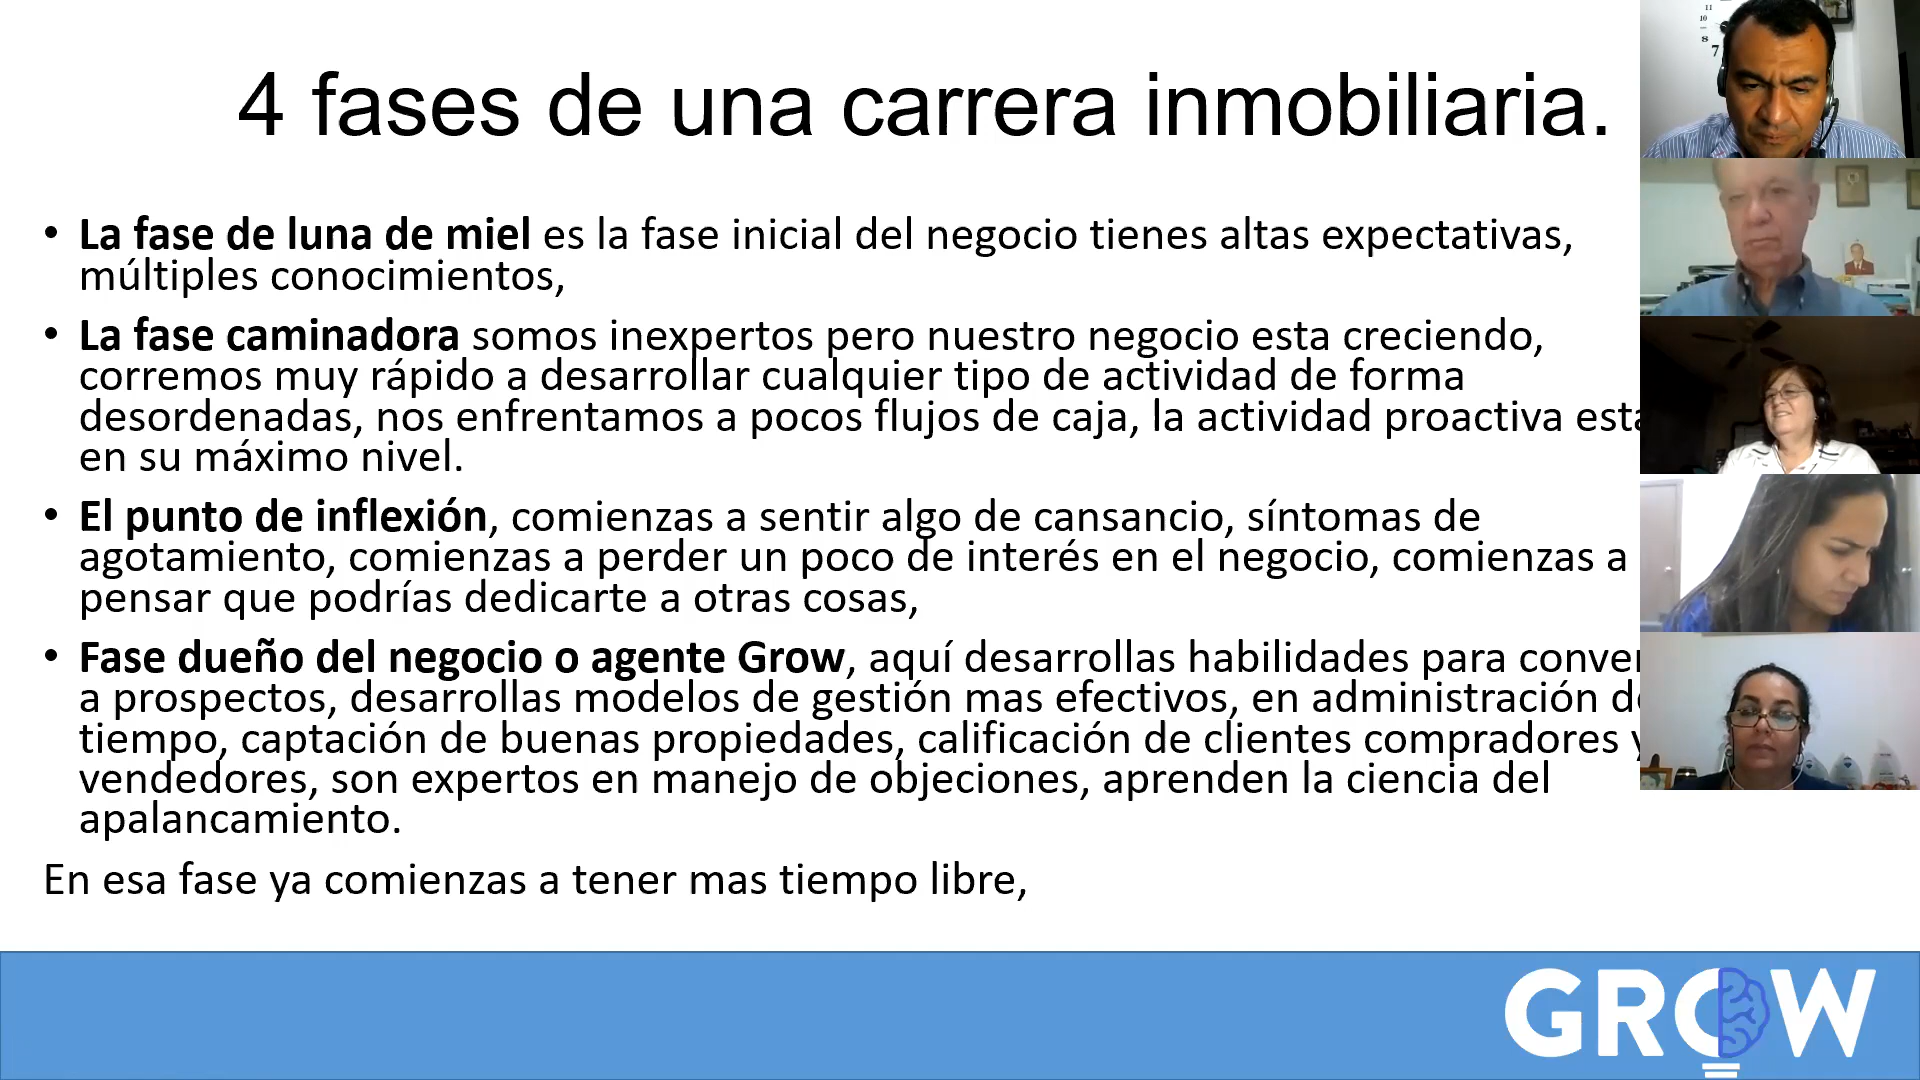 4 fases de una carrera inmobiliaria.
• La fase de luna de miel es la fase inicial del negocio tienes altas expectativas,
múltiples conocimientos,
• La fase caminadora somos inexpertos pero nuestro negocio esta creciendo,
corremos muy rápido a desarrollar cualquier tipo de actividad de forma
desordenadas, nos enfrentamos a pocos flujos de caja, la actividad proactiva esta
en su máximo nivel.
• El punto de inflexión, comienzas a sentir algo de cansancio, síntomas de
agotamiento, comienzas a perder un poco de interés en el negocio, comienzas a
pensar que podrías dedicarte a otras cosas,
• Fase dueño del negocio o agente Grow, aquí desarrollas habilidades para
a prospectos, desarrollas modelos de gestión mas efectivos, en administración
tiempo, captación de buenas propiedades, calificación de clientes compradores y
vendedores, son expertos en manejo de objeciones, aprenden la ciencia del
apalancamiento.
En esa fase ya comienzas a tener mas tiempo libre,
GROW